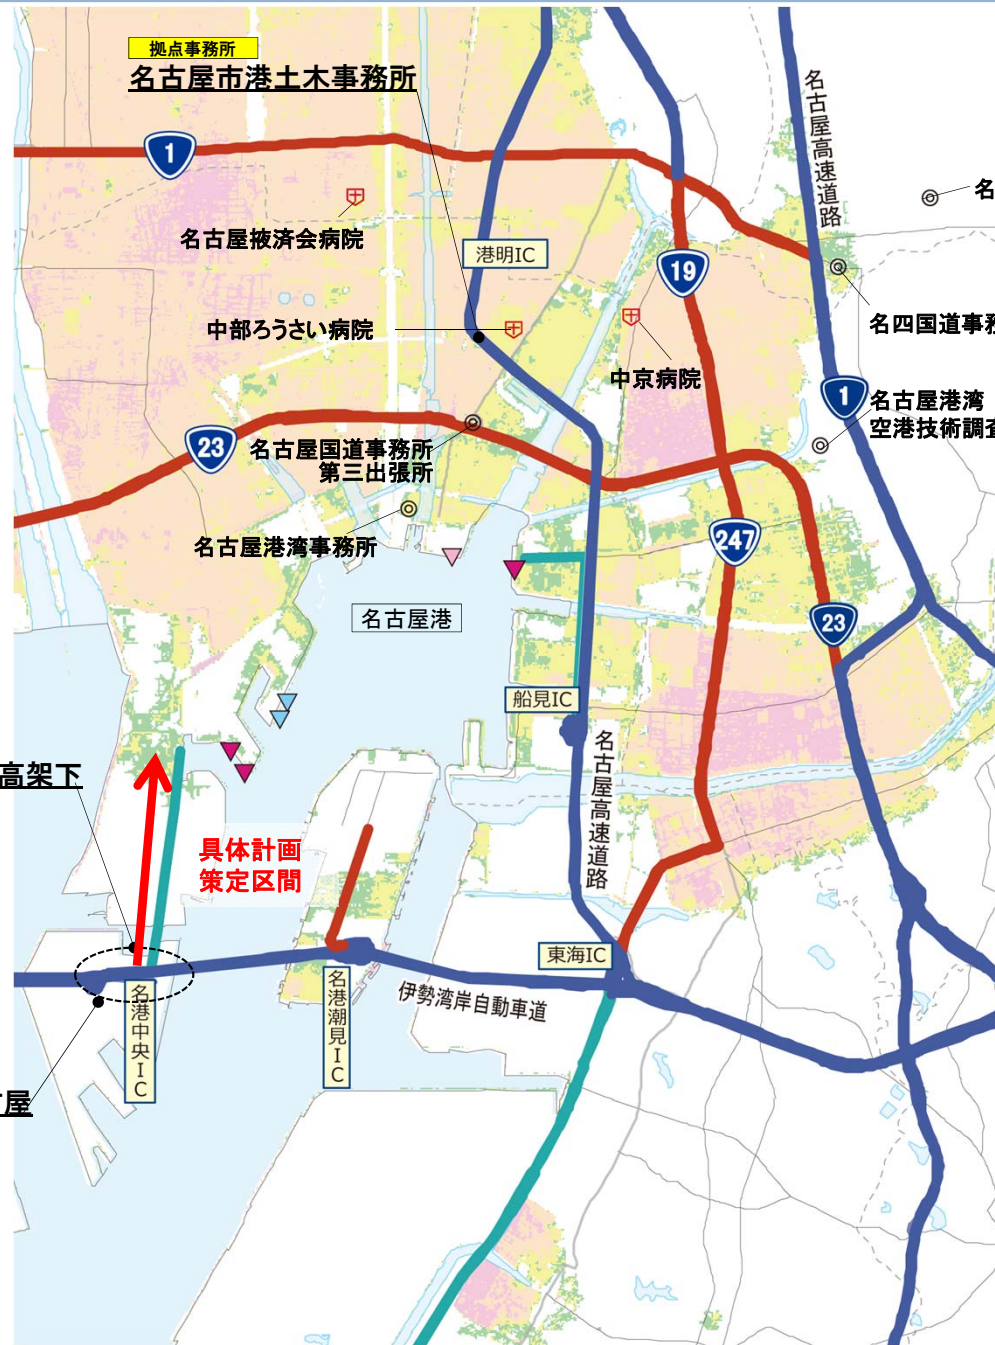 拠点事務所
名古屋市港土木事務所
名古屋高速道路
1
名
名古屋掖済会病院
港明IC
19
中部ろうさい病院
中京病院
名四国道事務
1
名古屋港湾
空港技術調査
23
名古屋国道事務所
第三出張所
名古屋港湾事務所
247
名古屋港
23
船見IC
名古屋高速道路
高架下
具体計画
策定区間
東海IC
名港中央IC
名港潮見IC
伊勢湾岸自動車道
屋